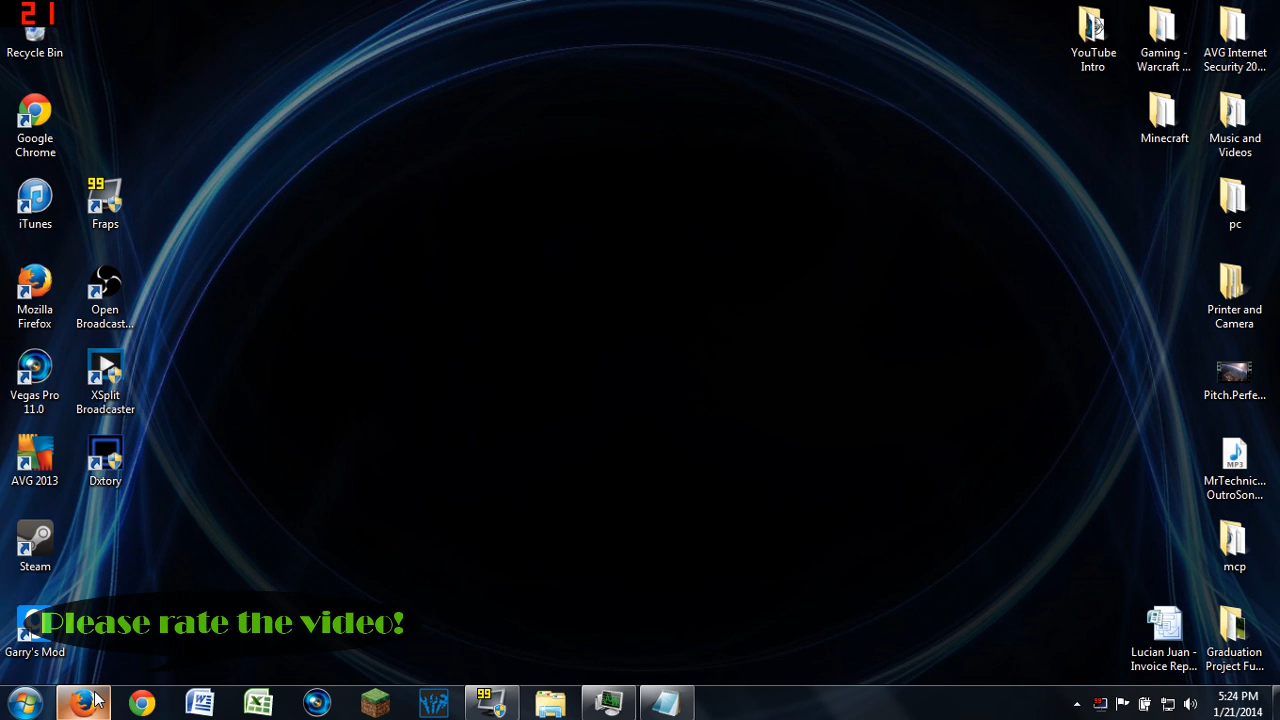 21
Recycle Bin
Google
Chrome
iTunes
99
Fraps
Mozilla
Firefox
Open
Broadcast...
Vegas Pro
11.0
XSplit
Broadcaster
AVG 2013
Dxtory
Steam
Garry's Mod
Please rate the video!
YouTube
Intro
Gaming -
Warcraft ...
AVG Internet
Security 20...
Minecraft
Music and
Videos
pc
Printer and
Camera
Pitch.Perfe...
MP3
MrTechnic...
OutroSon...
mcp
Lucian Juan -
Invoice Rep...
Graduation
Project Fu...
99
99
5:24 PM
1/21/2014